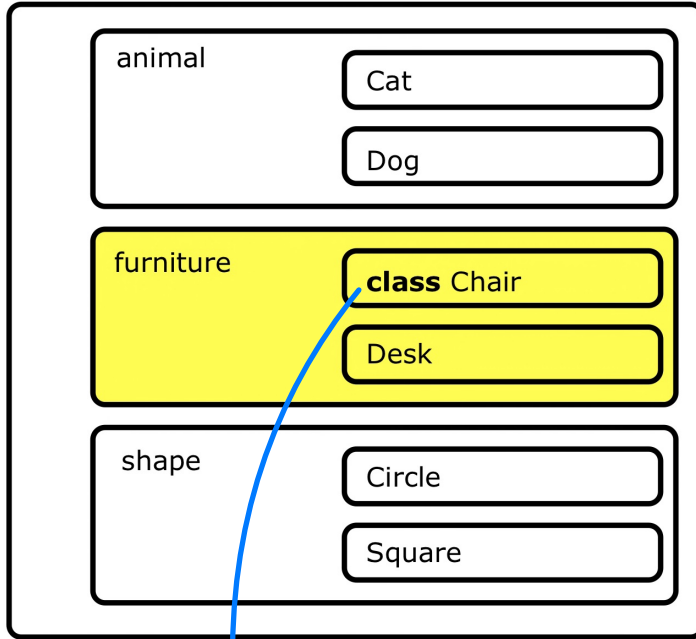 animal
Cat
Dog
furniture
class Chair
Desk
shape
Circle
Square